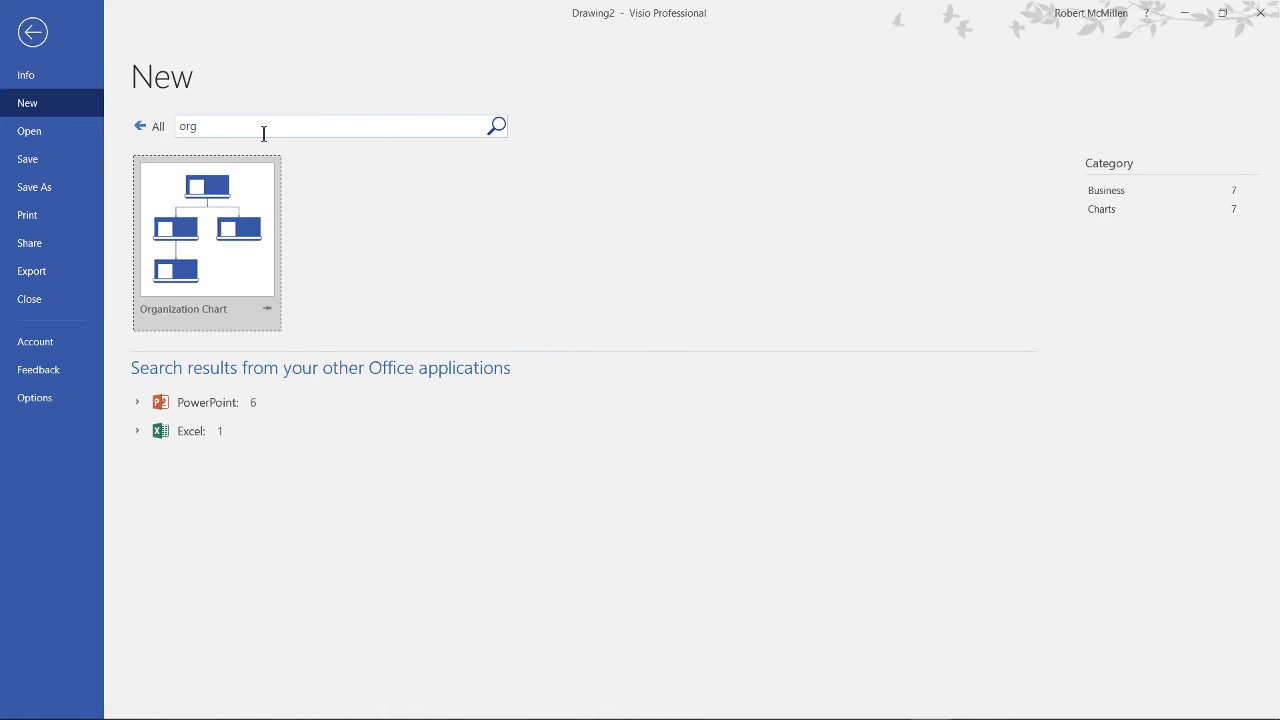 Drawing2 - Visio Professional
Robert McMillen
?
Info
New
Open
Save
Save As
Print
Share
Export
Close
Account
Feedback
Options
New
All
org
Organization Chart
Category
Business 7
Charts 7
Search results from your other Office applications
PowerPoint: 6
Excel: 1